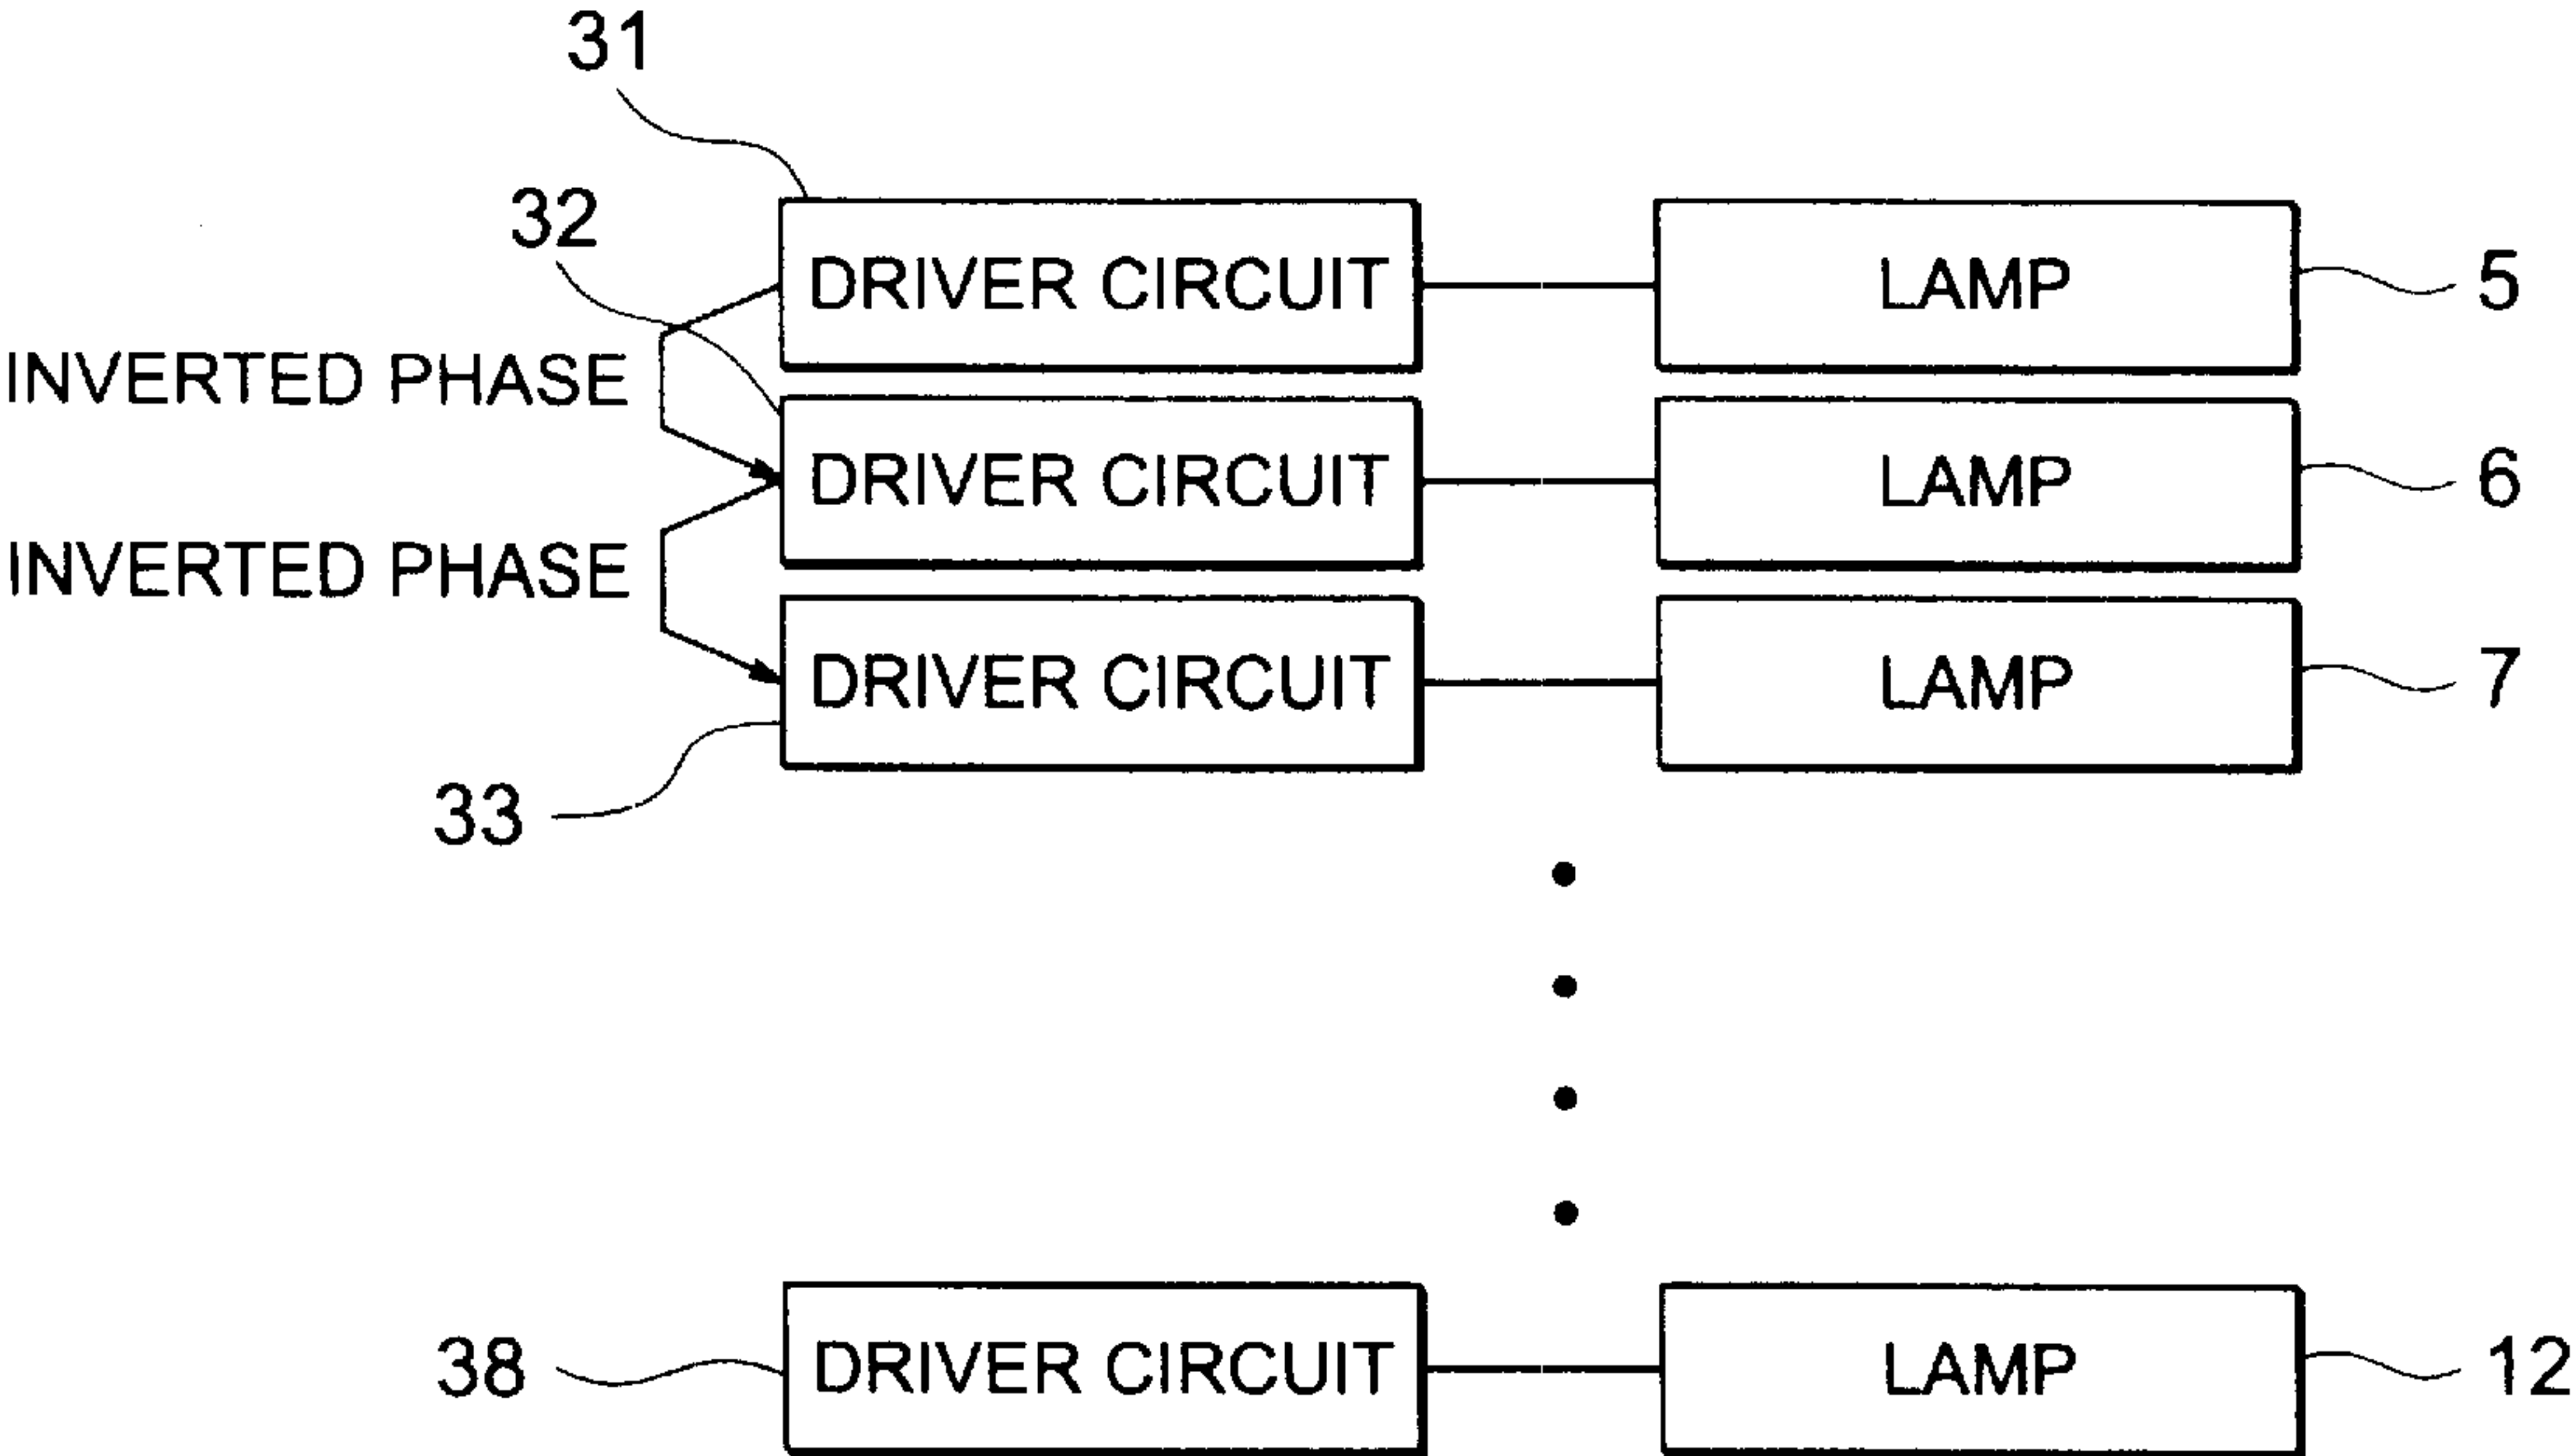 31
32
DRIVER CIRCUIT
LAMP
5
INVERTED PHASE
DRIVER CIRCUIT
LAMP
6
INVERTED PHASE
DRIVER CIRCUIT
LAMP
7
33
38
DRIVER CIRCUIT
LAMP
12